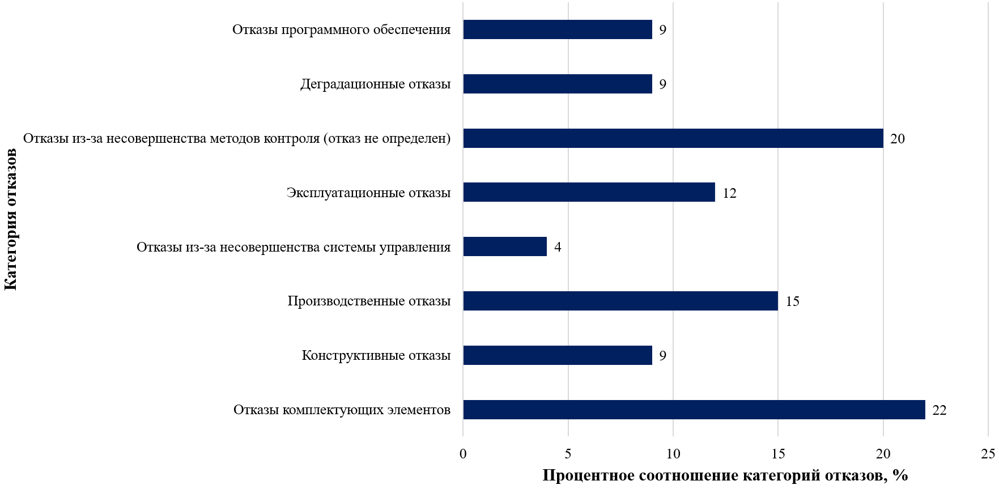 Отказы программного обеспечения
9
Деградационные отказы
9
Отказы из-за несовершенства методов контроля (отказ не определен)
20
Эксплуатационные отказы
12
Отказы из-за несовершенства системы управления
4
Производственные отказы
15
Конструктивные отказы
9
Отказы комплектующих элементов
22
Категория отказов
0 5 10 15 20 25
Процентное соотношение категорий отказов, %